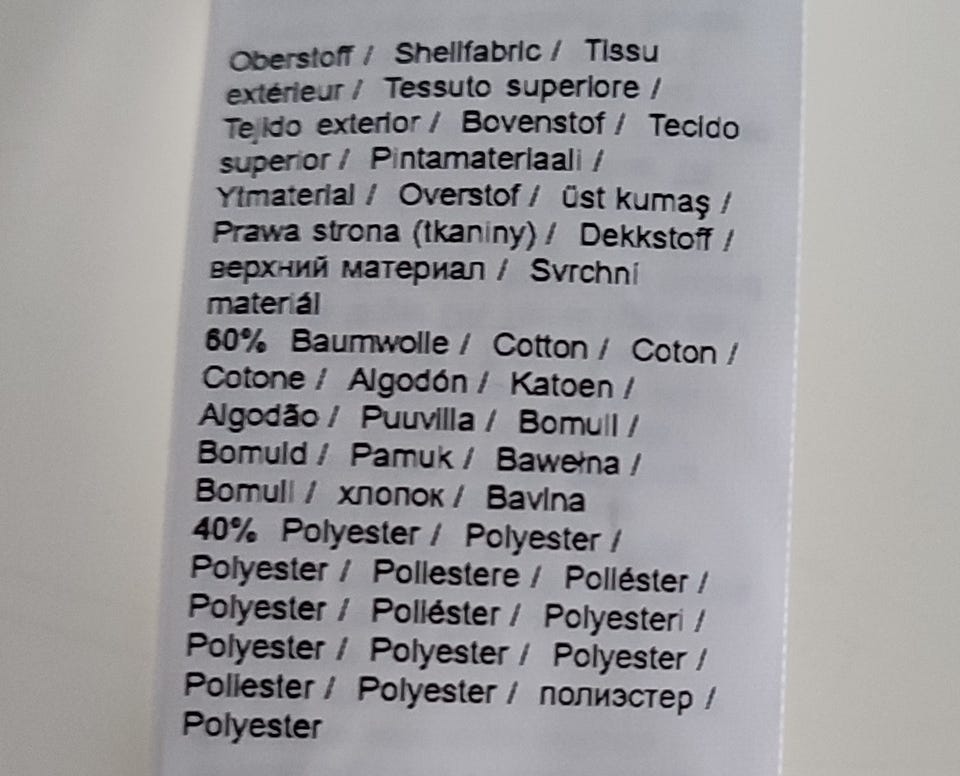 Oberstoff / Shellfabric / Tissu
extérieur / Tessuto superiore /
Tejido exterior / Bovenstof / Tecido
superior / Pintamateriaali /
Ytmaterial / Overstof / üst kumaş /
Prawa strona (tkaniny) / Dekkstoff /
верхний материал / Svrchní
materiál
60% Baumwolle / Cotton / Coton /
Cotone / Algodón / Katoen /
Algodão / Puuvilla / Bomull /
Bomuld / Pamuk / Bawełna /
Bomull / хлопок / Bavlna
40% Polyester / Polyester /
Polyester / Poliestere / Poliéster /
Polyester / Poliéster / Polyesteri /
Polyester / Polyester / Polyester /
Poliester / Polyester / полиэстер /
Polyester